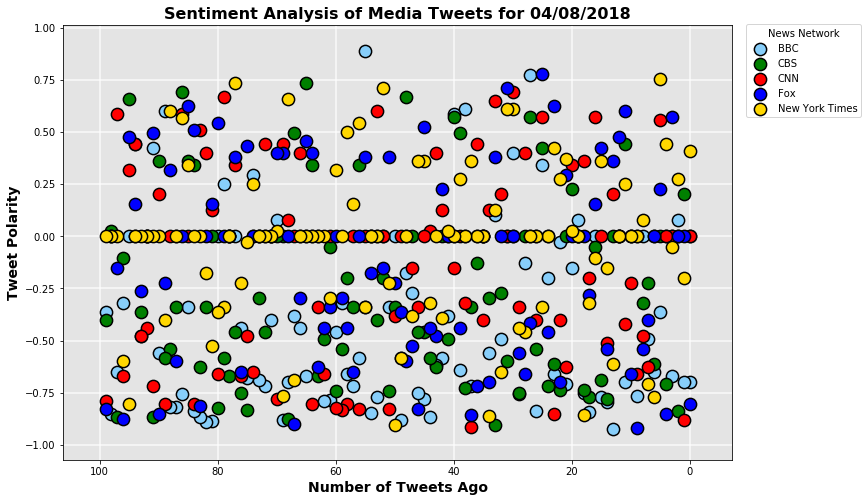 Sentiment Analysis of Media Tweets for 04/08/2018
News Network
BBC
CBS
CNN
Fox
New York Times
Tweet Polarity
1.00
0.75
0.50
0.25
0.00
−0.25
−0.50
−0.75
−1.00
100 80 60 40 20 0
Number of Tweets Ago